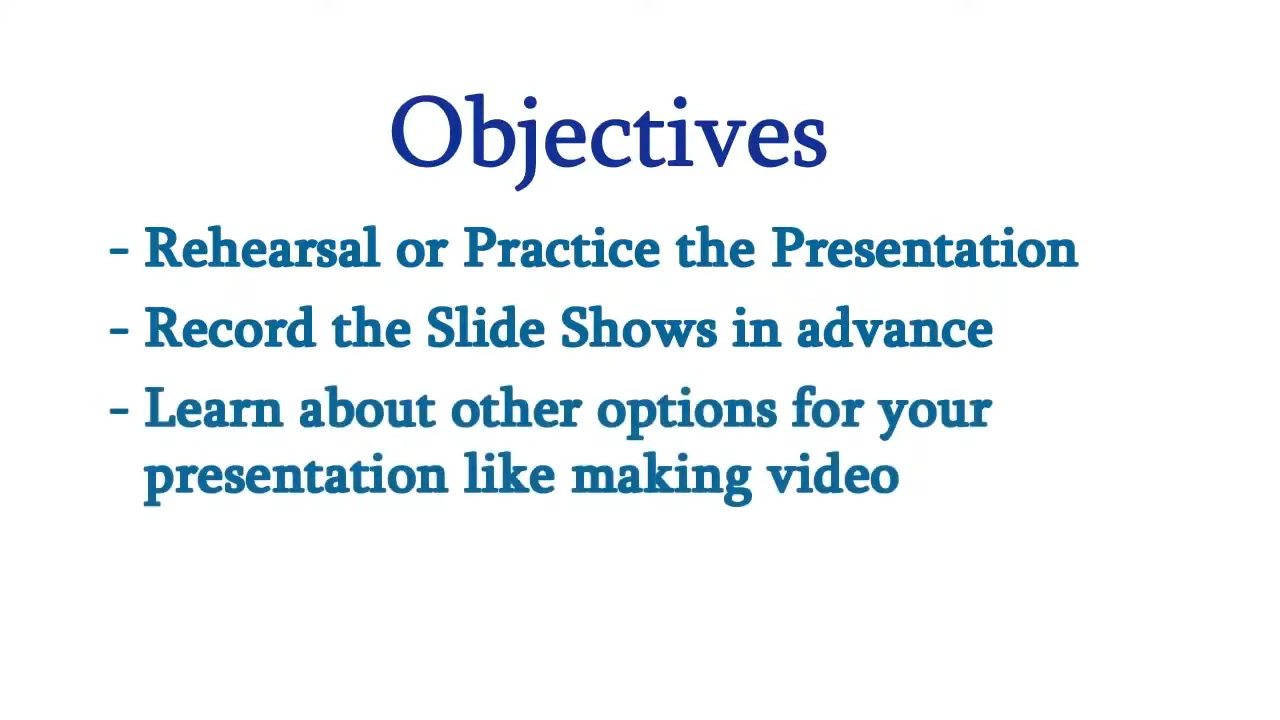 Objectives
- Rehearsal or Practice the Presentation
- Record the Slide Shows in advance
- Learn about other options for your
presentation like making video